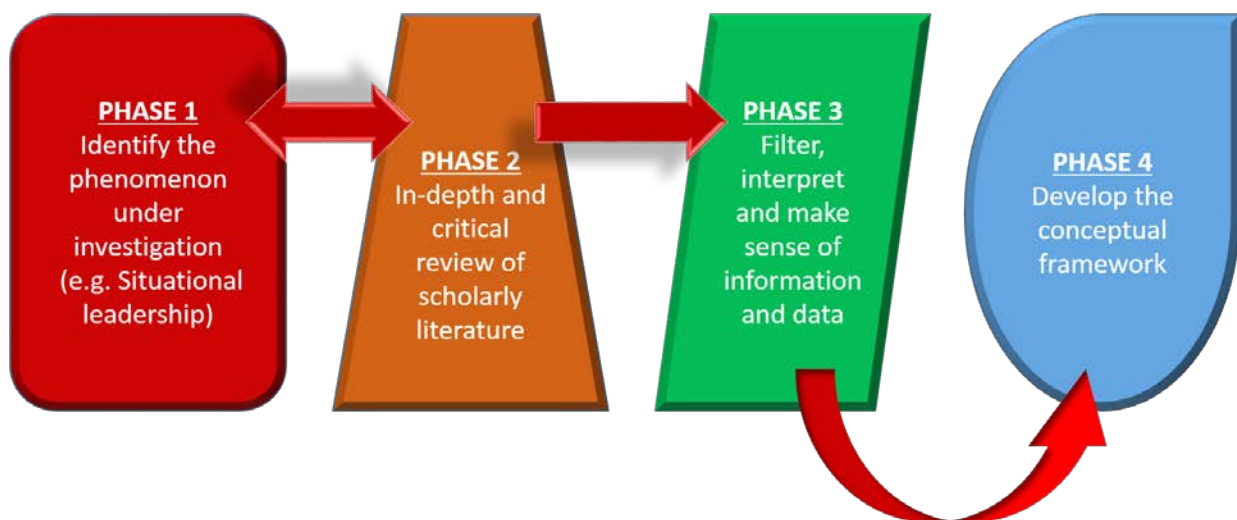 PHASE 1
Identify the
phenomenon
under
investigation
(e.g. Situational
leadership)
PHASE 2
In-depth and
critical
review of
scholarly
literature
PHASE 3
Filter,
interpret
and make
sense of
information
and data
PHASE 4
Develop the
conceptual
framework